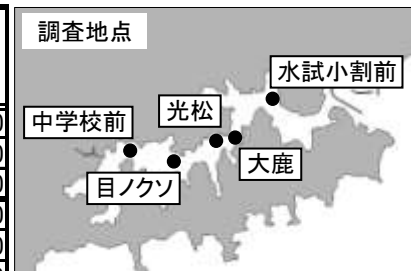 調査地点
水試小割前
光松
中学校前
大鹿
目ノクソ